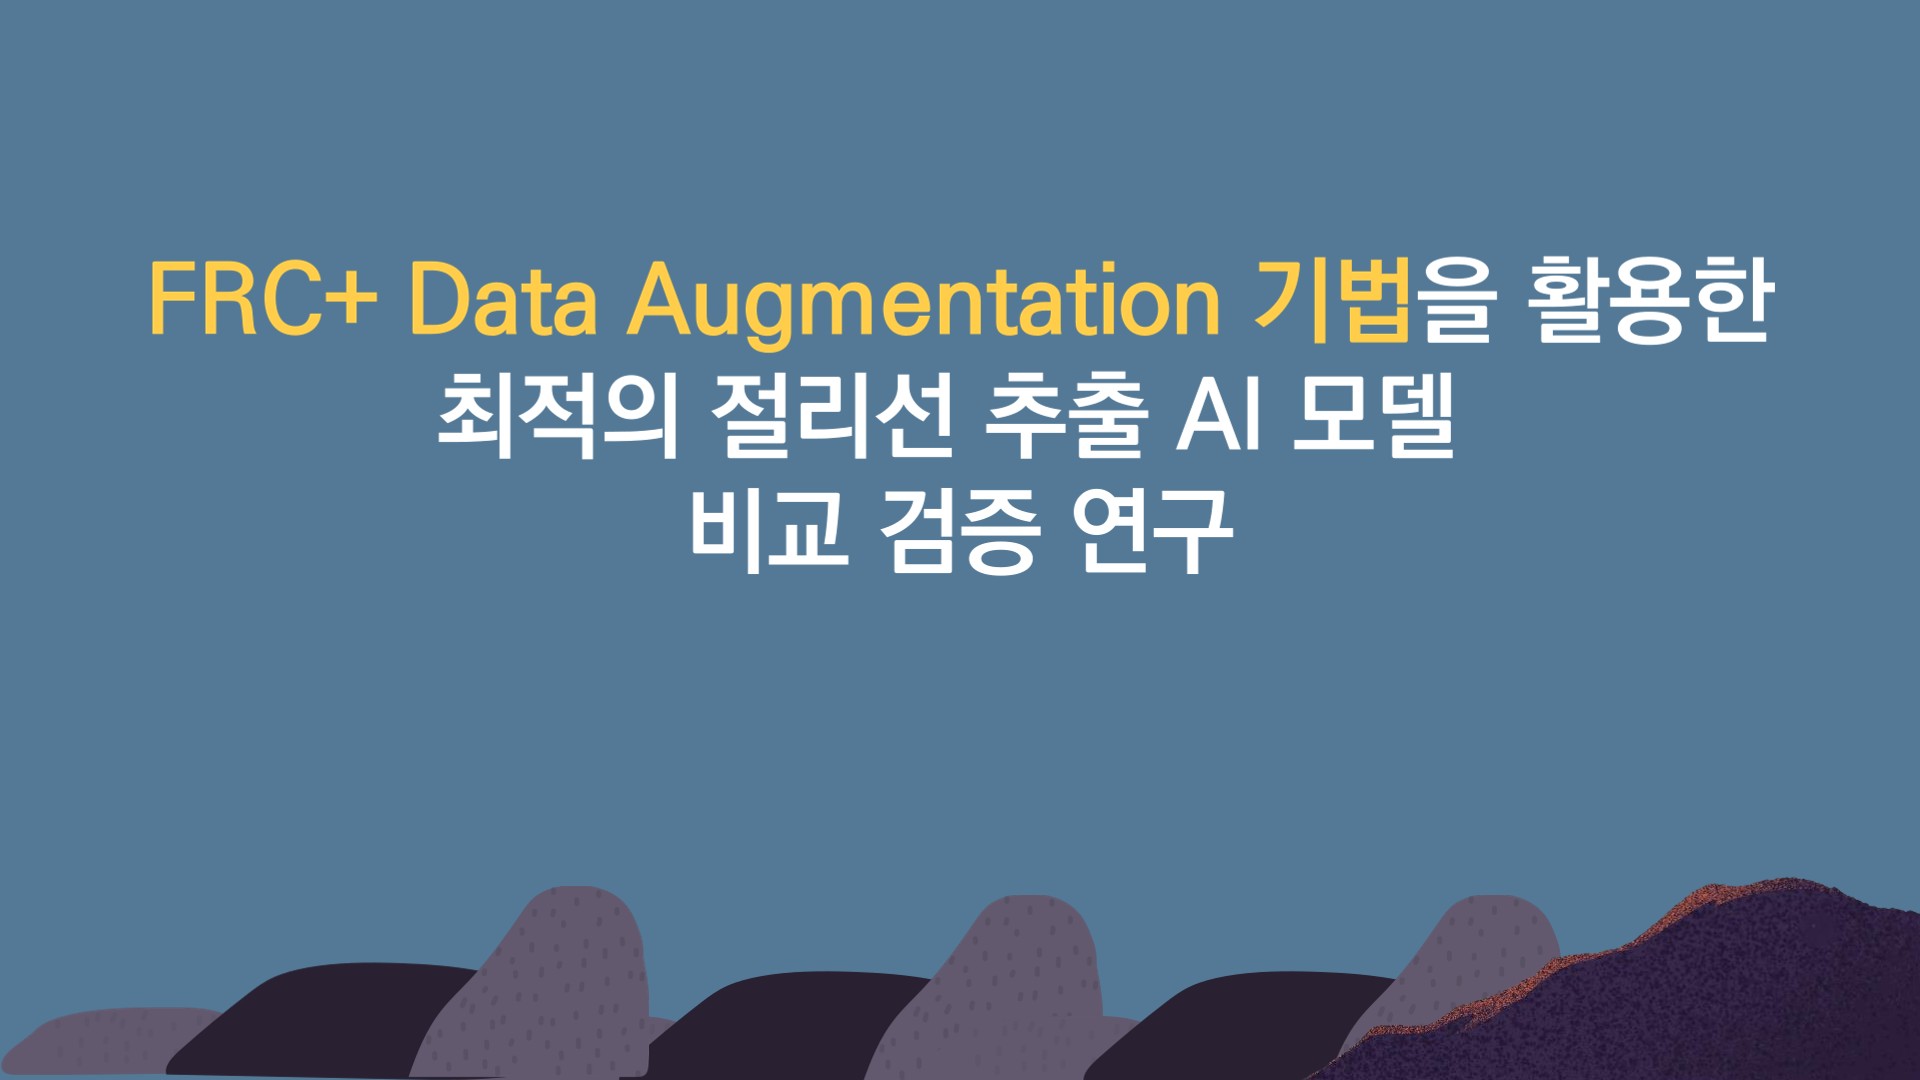 FRC+ Data Augmentation 기법을 활용한
최적의 절리선 추출 AI 모델
비교 검증 연구